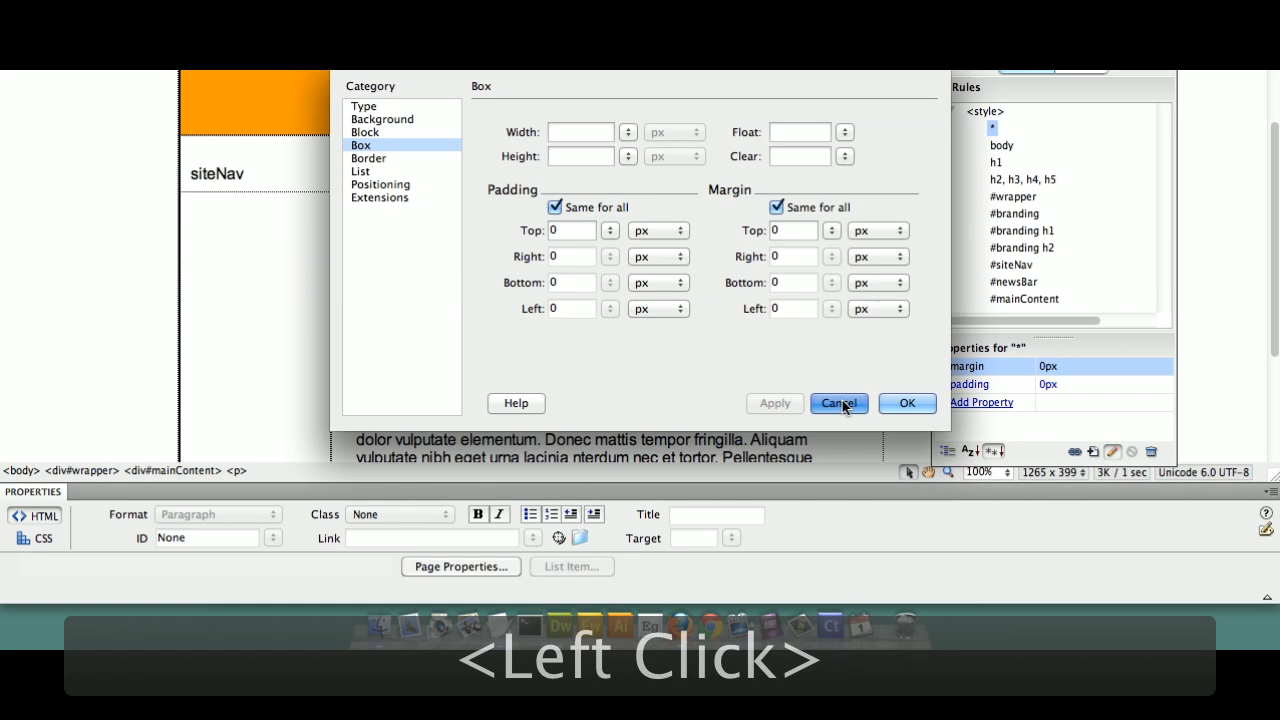 Category
Box
Rules
Type
Background
Block
Box
Border
List
Positioning
Extensions
Width:
px
Float:
Height:
px
Clear:
Padding
Margin
Same for all
Same for all
Top: 0 px
Top: 0 px
Right: 0 px
Right: 0 px
Bottom: 0 px
Bottom: 0 px
Left: 0 px
Left: 0 px
Help
Apply
OK
siteNav
<style>
*
body
h1
h2, h3, h4, h5
#wrapper
#branding
#branding h1
#branding h2
#siteNav
#newsBar
#mainContent
operties for "*"
margin 0px
padding 0px
Add Property
dolor vulputate elementum. Donec mattis tempor fringilla. Aliquam
vulputate nibh eget urna lacinia nterdum nec et tortor. Pellentesque
<body> <div#wrapper> <div#mainContent> <p>
100% 1265 x 399 3K / 1 sec Unicode 6.0 UTF-8
PROPERTIES
HTML
Format Paragraph
Class None
B I
Title
CSS
ID None
Link
Target
Page Properties...
List Item...
Dw
Ai
Ct
1
<Left Click>